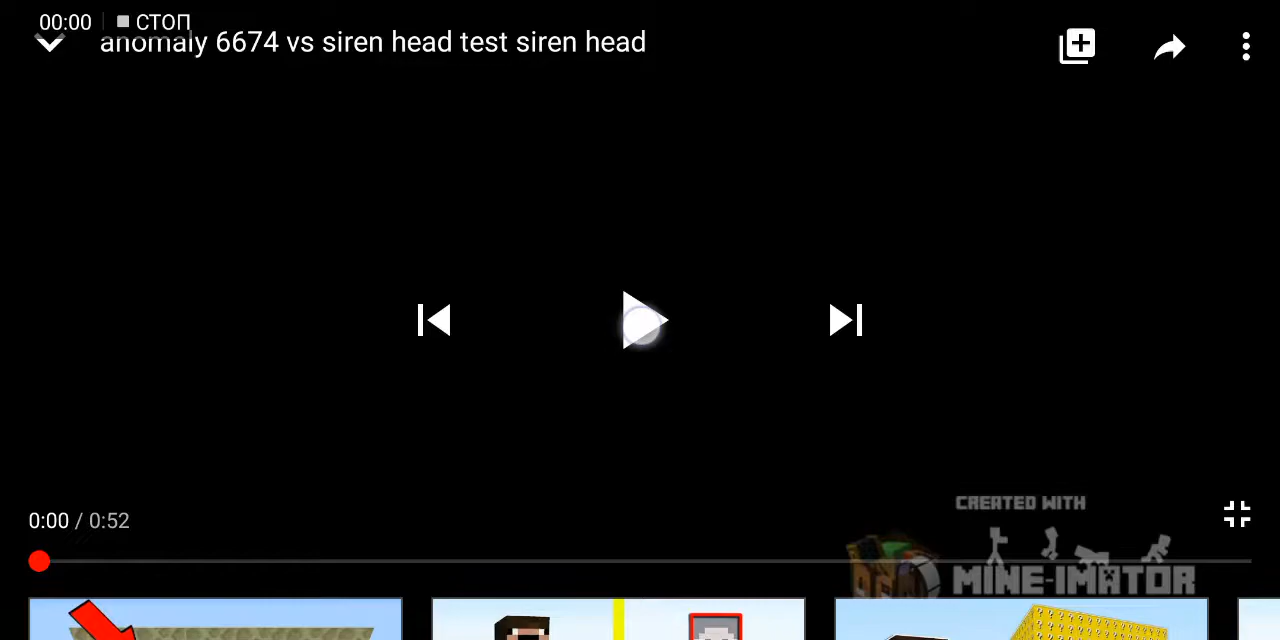 00:00 СТОП
anomaly 6674 vs siren head test siren head
CREATED WITH
0:00 / 0:52
MINE-IMATOR